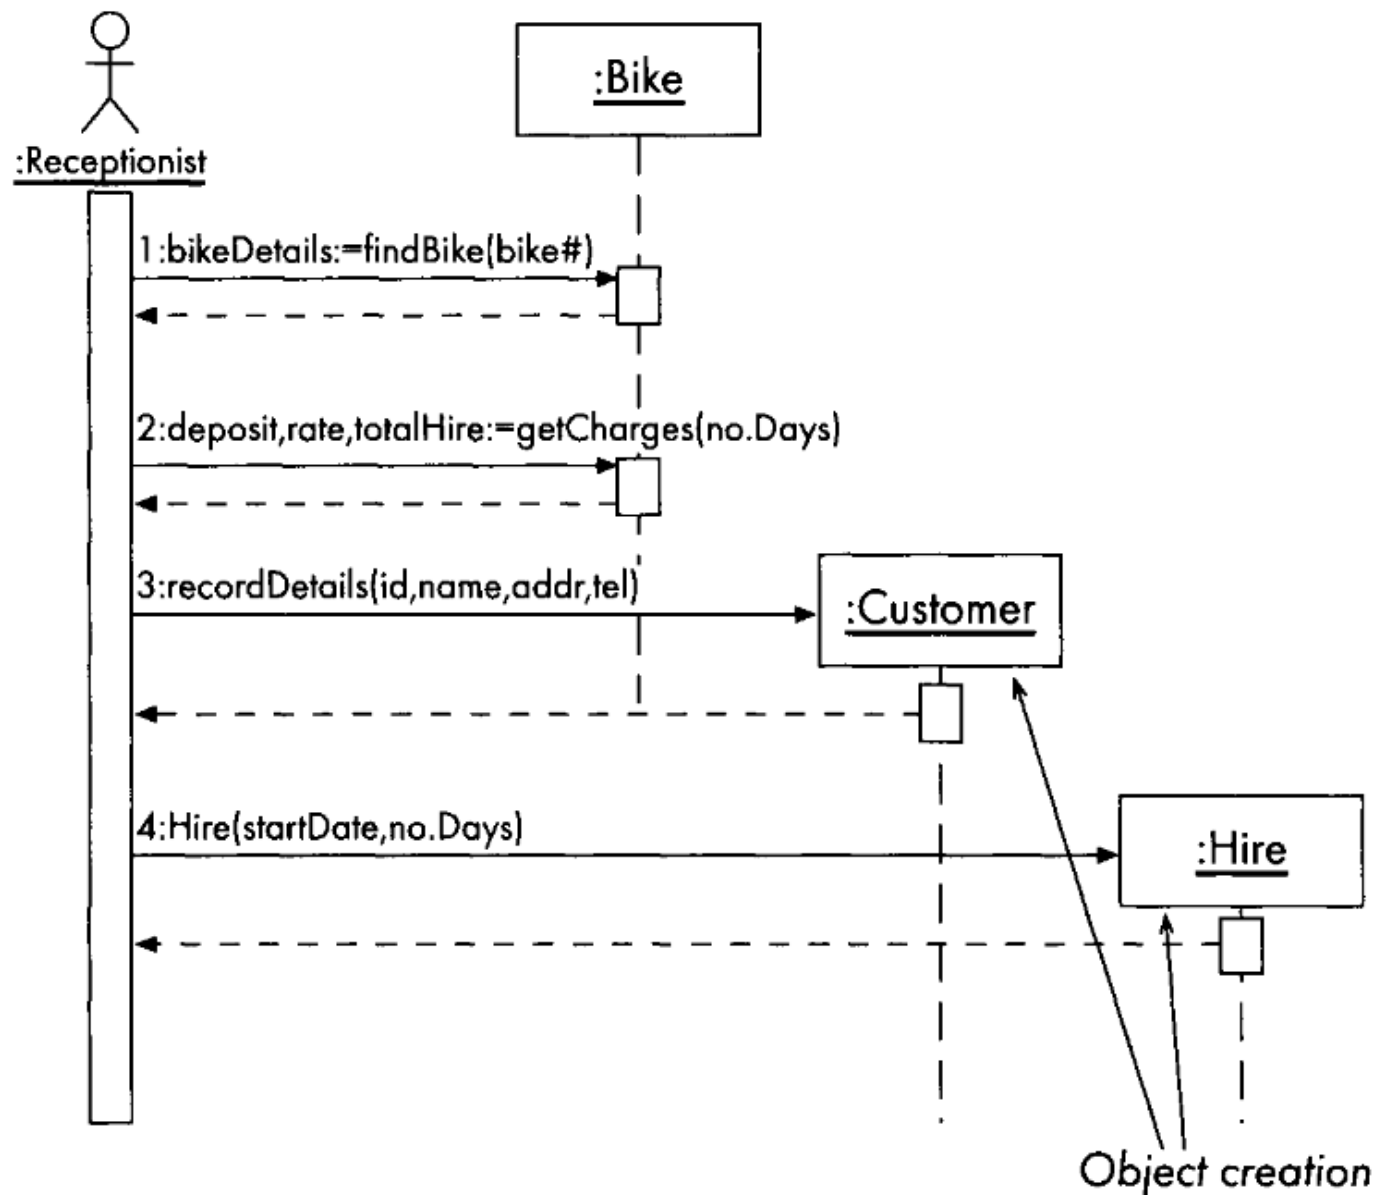 :Bike
:Receptionist
1:bikeDetails:=findBike(bike#)
2:deposit,rate,totalHire:=getCharges(no.Days)
3:recordDetails(id,name,addr,tel)
:Customer
4:Hire(startDate,no.Days)
:Hire
Object creation